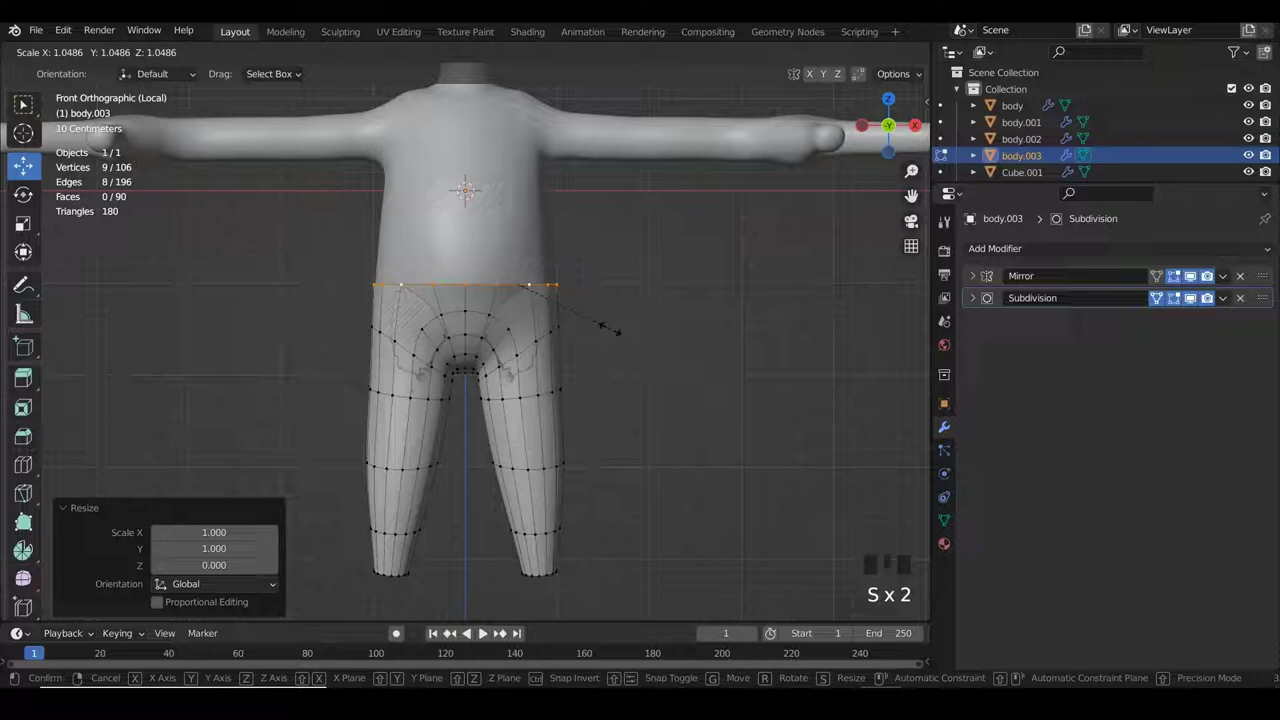 File Edit Render Window Help Layout Modeling Sculpting UV Editing Texture Paint Shading Animation Rendering Compositing Geometry Nodes Scripting + Scene ViewLayer
Scale X: 1.0486 Y: 1.0486 Z: 1.0486
Orientation: Default Drag: Select Box X Y Z Options
Front Orthographic (Local)
(1) body.003
10 Centimeters
Objects 1/1
Vertices 9/106
Edges 8/196
Faces 0/90
Triangles 180
Z
-Y
X
Scene Collection
Collection
body
body.001
body.002
body.003
Cube.001
body.003 > Subdivision
Add Modifier
Mirror
Subdivision
Resize
Scale X 1.000
Y 1.000
Z 0.000
Orientation Global
Proportional Editing
S x 2
Playback Keying View Marker 1 Start 1 End 250
1 20 40 60 80 100 120 140 160 180 200 220 240
Confirm Cancel X X Axis Y Y Axis Z Z Axis X X Plane Y Y Plane Z Z Plane Snap Invert Snap Toggle G Move R Rotate S Resize Automatic Constraint Automatic Constraint Plane Precision Mode